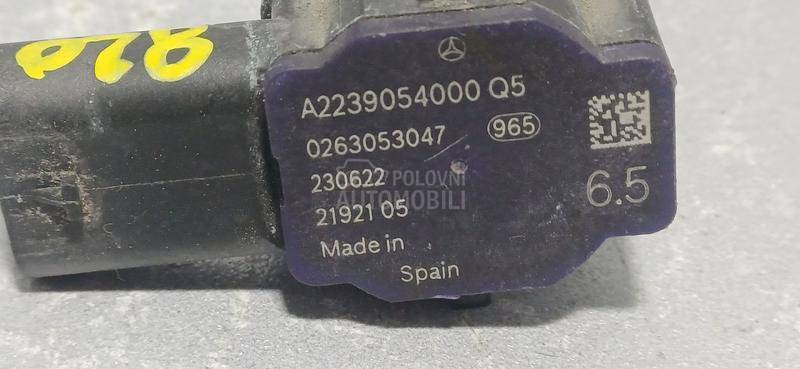 A2239054000 Q5
0263053047 965
230622
21921 05
6.5
Made in
Spain
POLOVNI
AUTOMOBILI